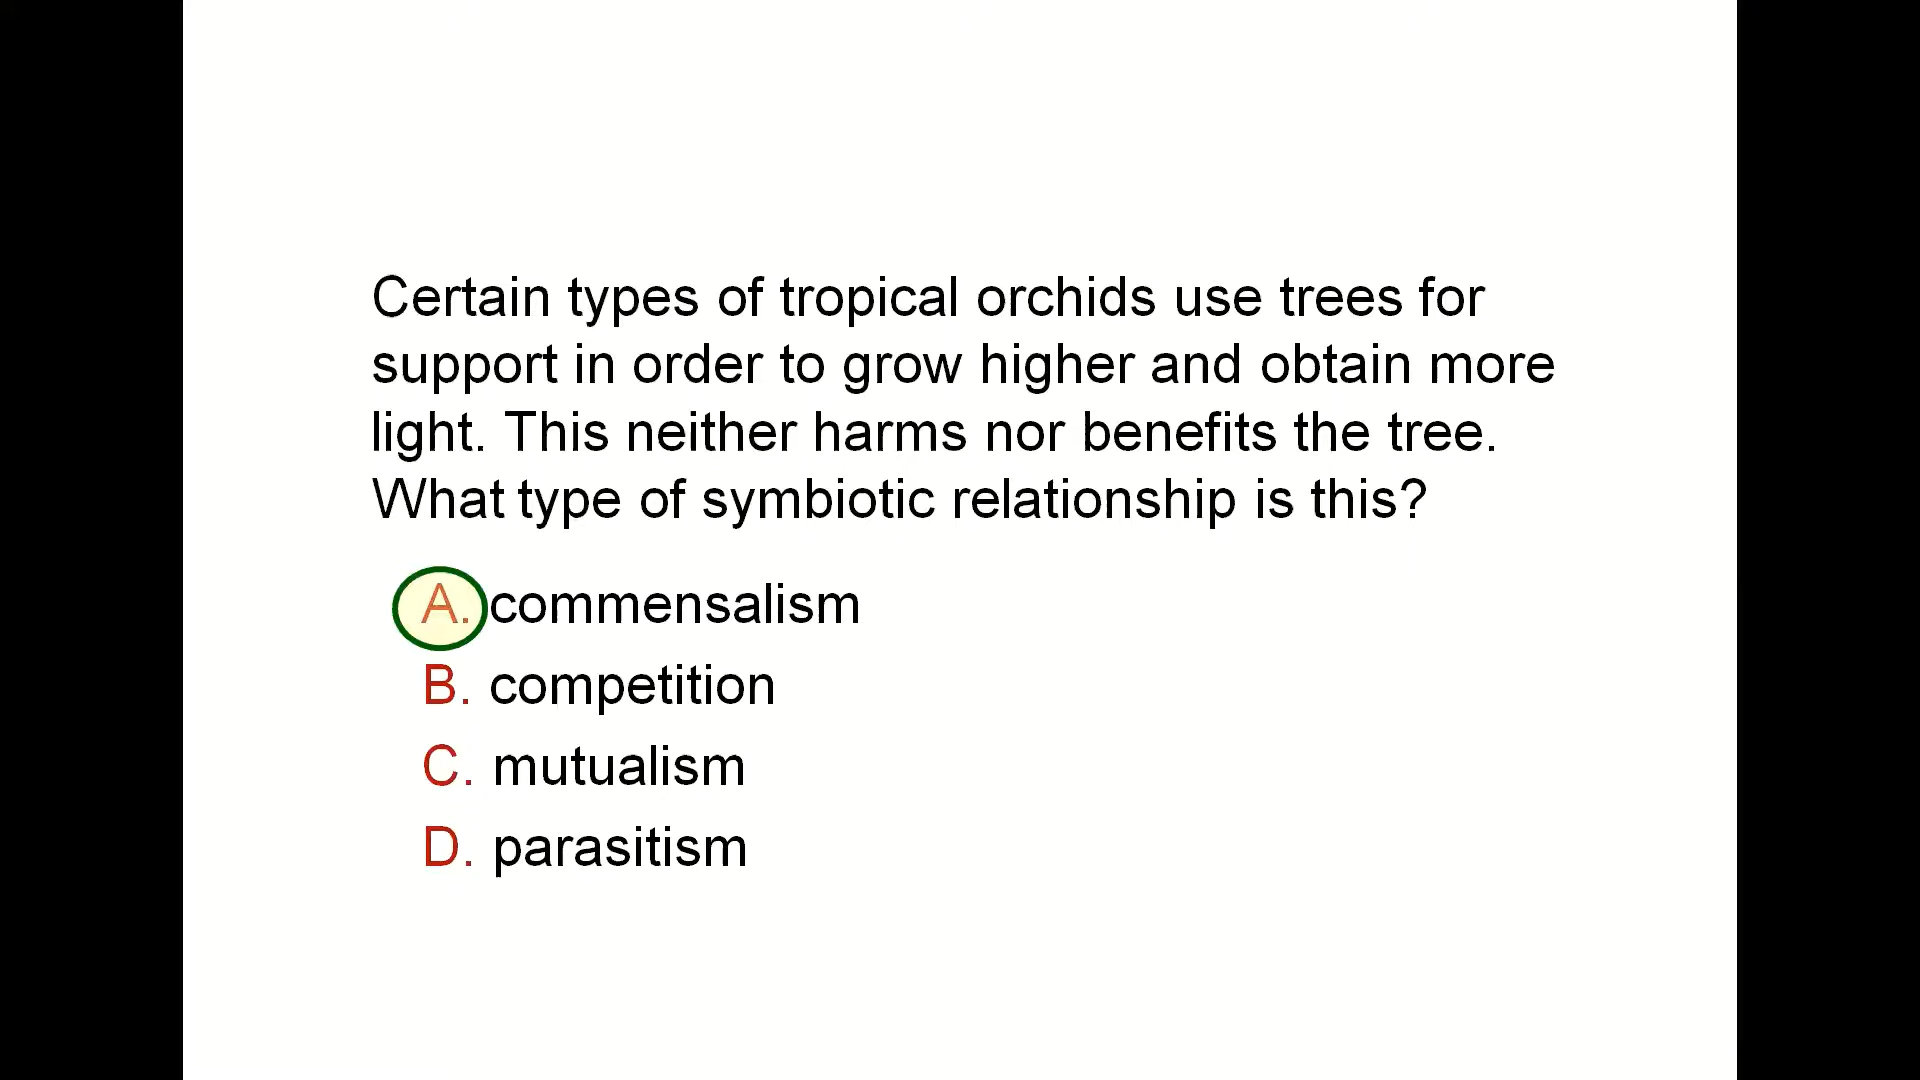 Certain types of tropical orchids use trees for
support in order to grow higher and obtain more
light. This neither harms nor benefits the tree.
What type of symbiotic relationship is this?
A. commensalism
B. competition
C. mutualism
D. parasitism